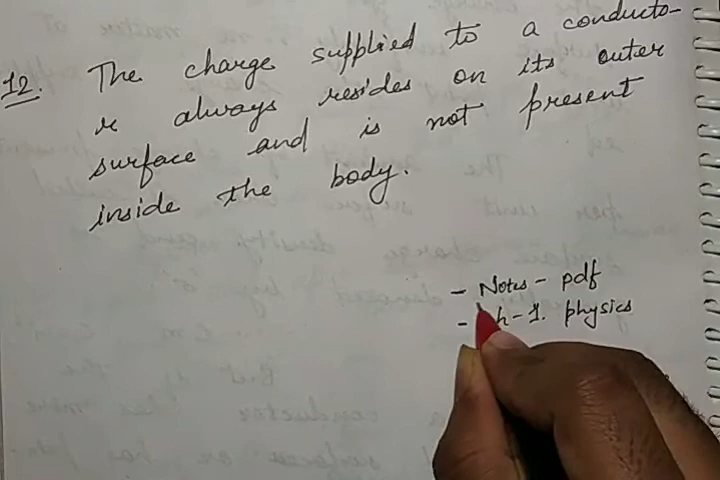 12. The charge supplied to a conducto-
r always resides on its outer
surface and is not present
inside the body.
- Notes - pdf
- h-1. physics